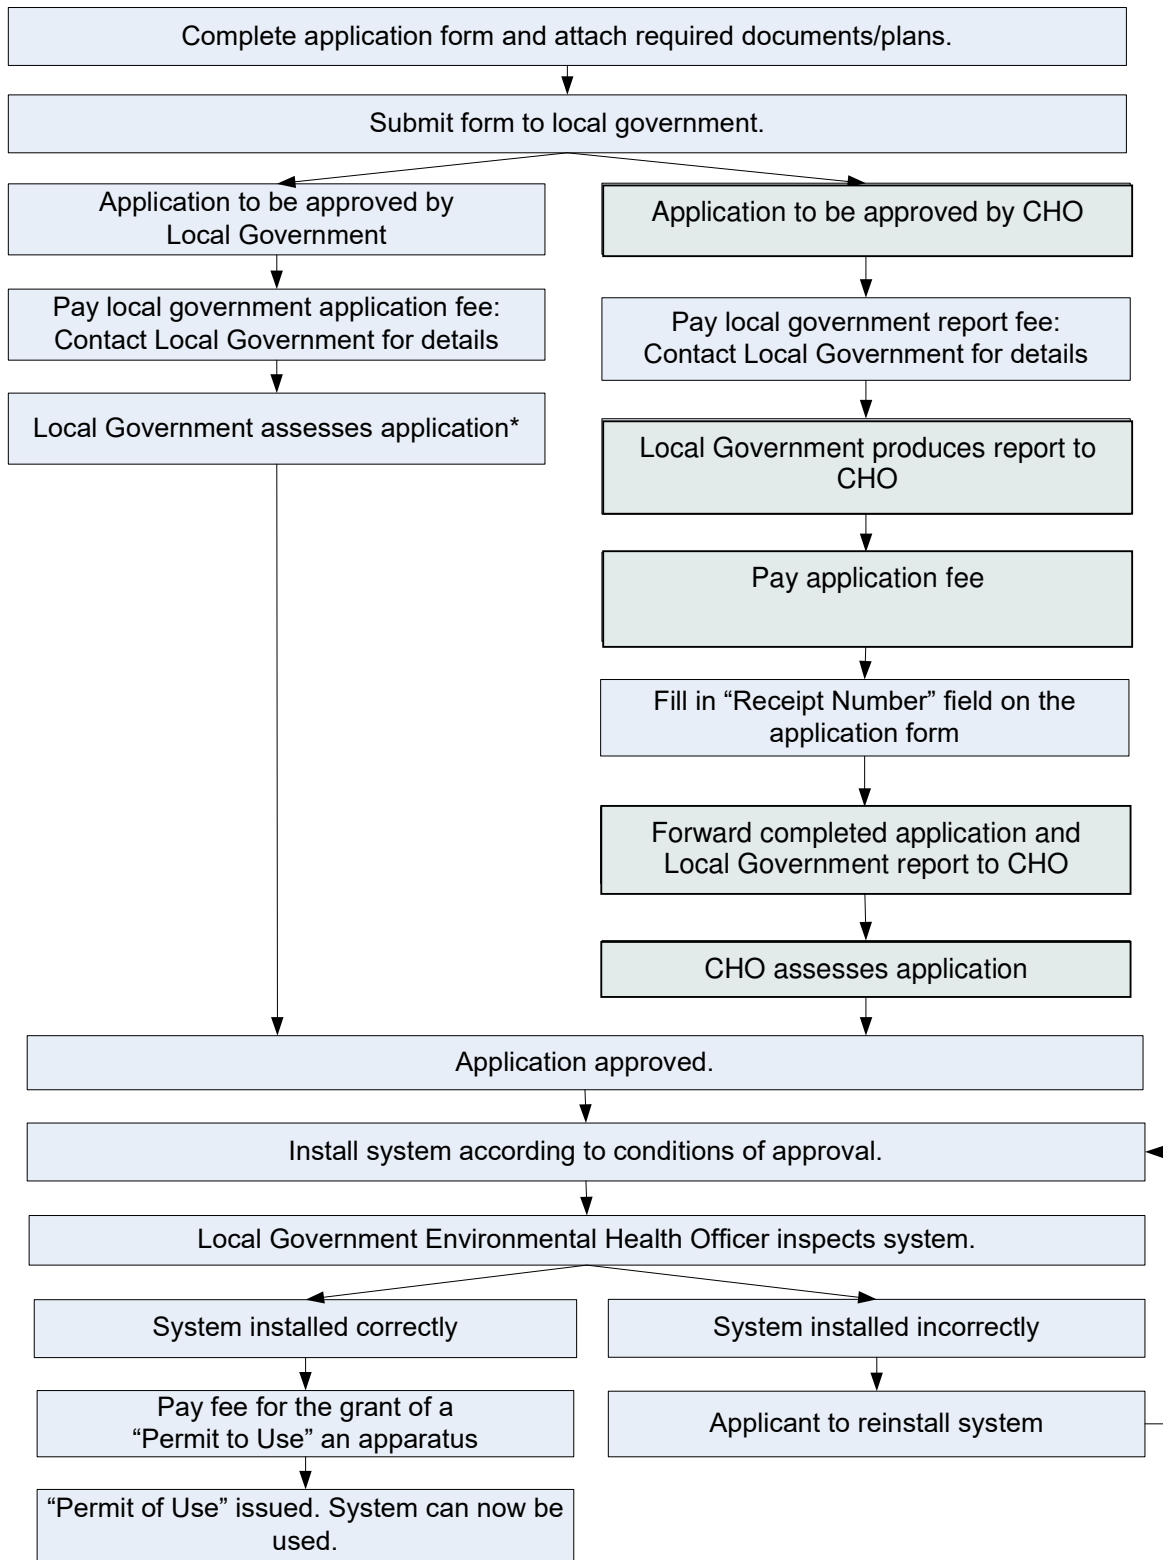 Complete application form and attach required documents/plans.
Submit form to local government.
Application to be approved by
Local Government
Pay local government application fee:
Contact Local Government for details
Local Government assesses application*
Application to be approved by CHO
Pay local government report fee:
Contact Local Government for details
Local Government produces report to
CHO
Pay application fee
Fill in “Receipt Number” field on the
application form
Forward completed application and
Local Government report to CHO
CHO assesses application
Application approved.
Install system according to conditions of approval.
Local Government Environmental Health Officer inspects system.
System installed correctly
Pay fee for the grant of a
“Permit to Use” an apparatus
“Permit of Use” issued. System can now be
used.
System installed incorrectly
Applicant to reinstall system